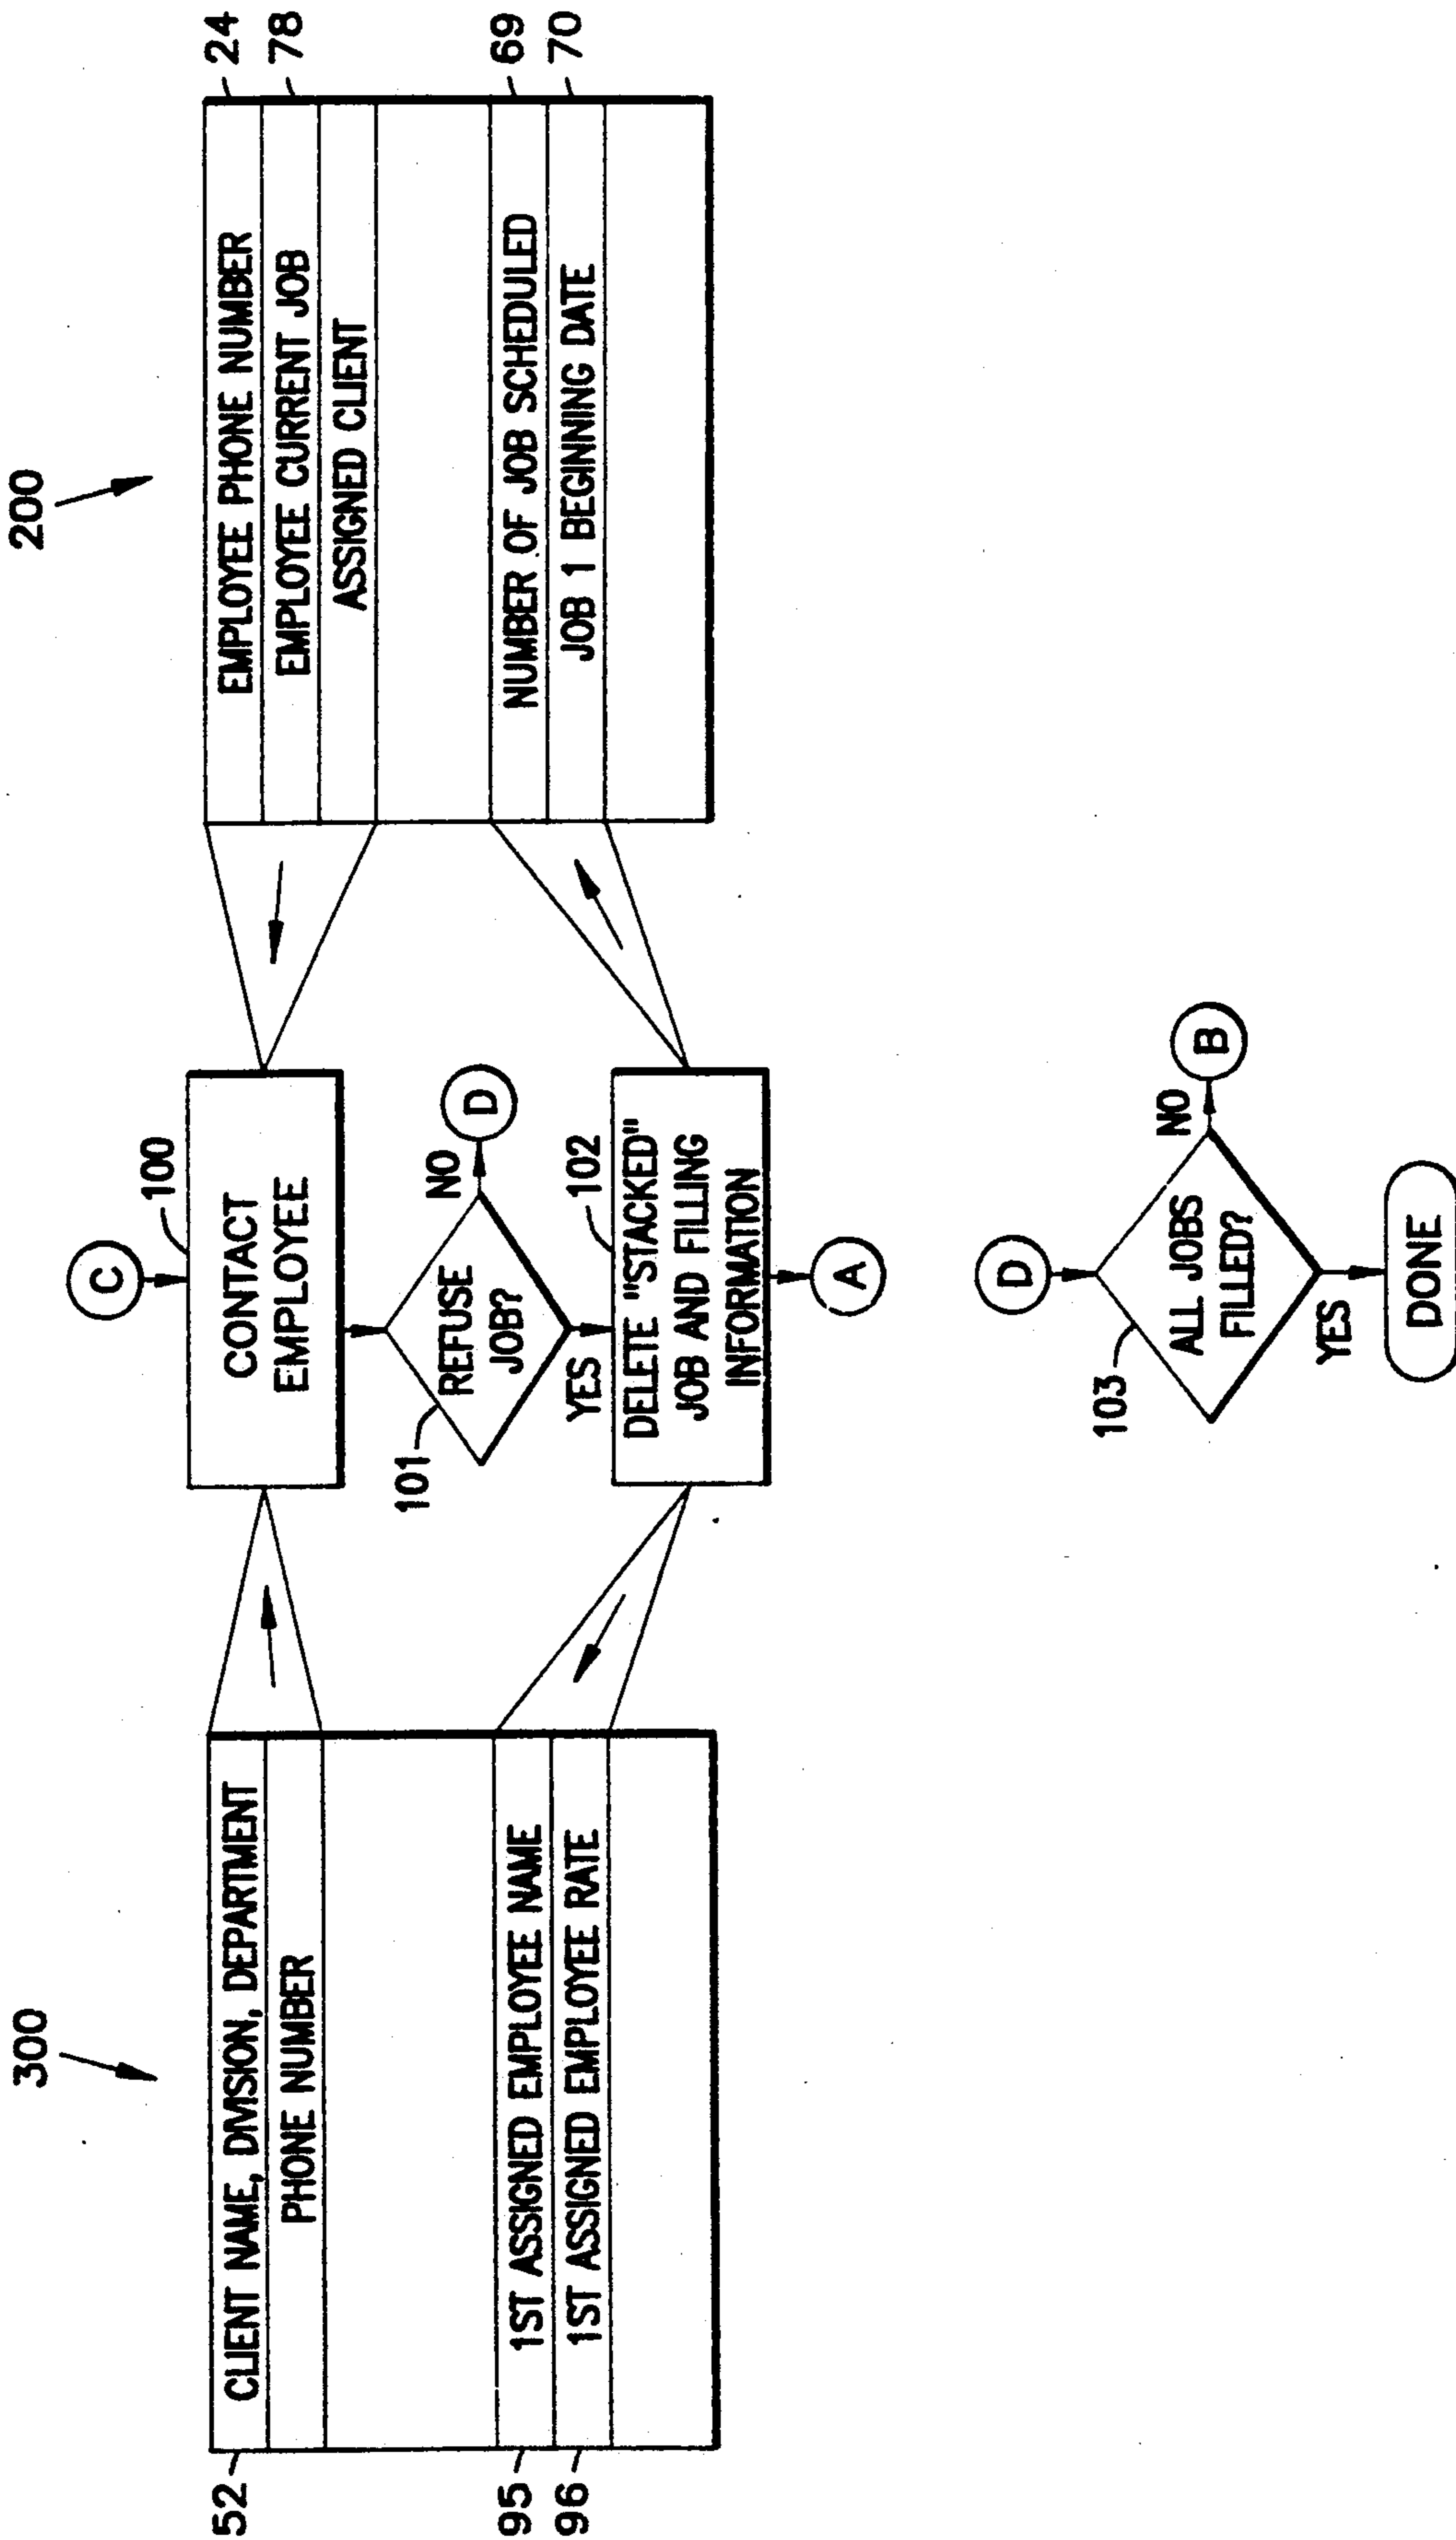 300
52
CLIENT NAME, DIVISION, DEPARTMENT
PHONE NUMBER
95
1ST ASSIGNED EMPLOYEE NAME
96
1ST ASSIGNED EMPLOYEE RATE
C
100
CONTACT
EMPLOYEE
101
REFUSE
JOB?
NO
D
YES
102
DELETE "STACKED"
JOB AND FILLING
INFORMATION
A
200
EMPLOYEE PHONE NUMBER
24
EMPLOYEE CURRENT JOB
78
ASSIGNED CLIENT
NUMBER OF JOB SCHEDULED
69
JOB 1 BEGINNING DATE
70
D
103
ALL JOBS
FILLED?
NO
B
YES
DONE